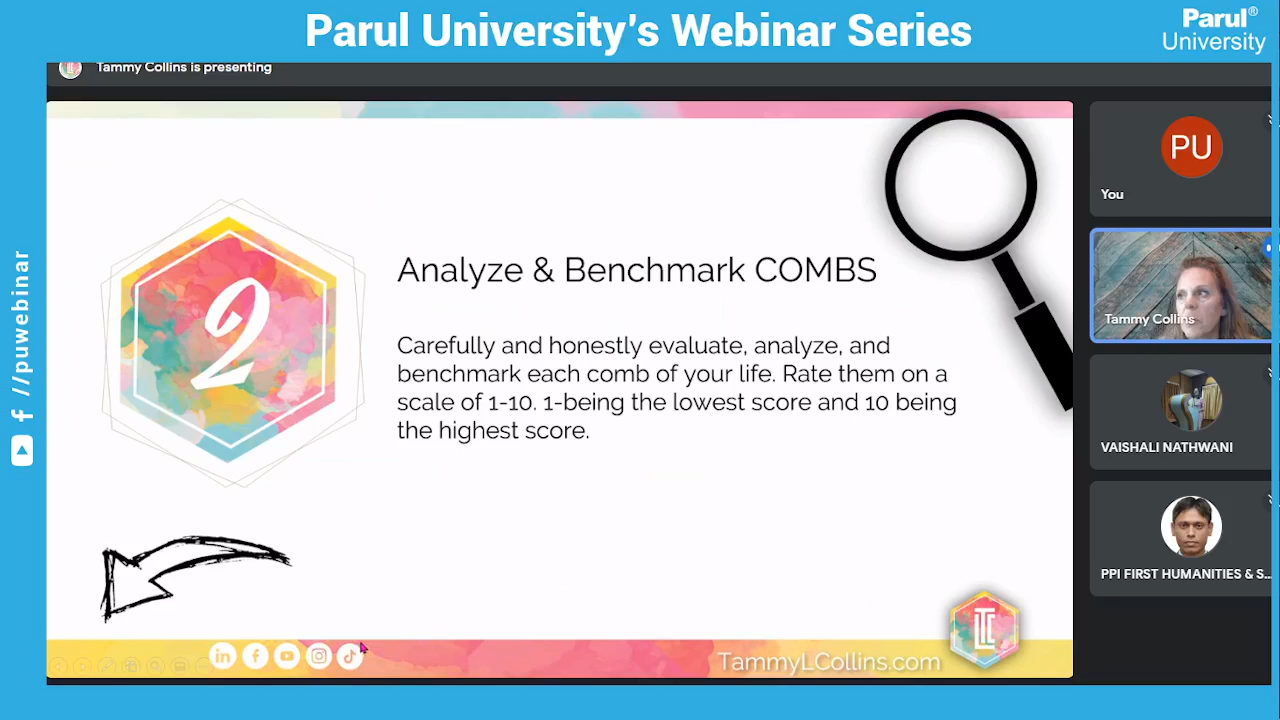 Parul University's Webinar Series
Parul®
University
Tammy Collins is presenting
//puwebinar
2
Analyze & Benchmark COMBS
Carefully and honestly evaluate, analyze, and
benchmark each comb of your life. Rate them on a
scale of 1-10. 1-being the lowest score and 10 being
the highest score.
TammyLCollins.com
TLC
PU
You
Tammy Collins
VAISHALI NATHWANI
PPI FIRST HUMANITIES & S...